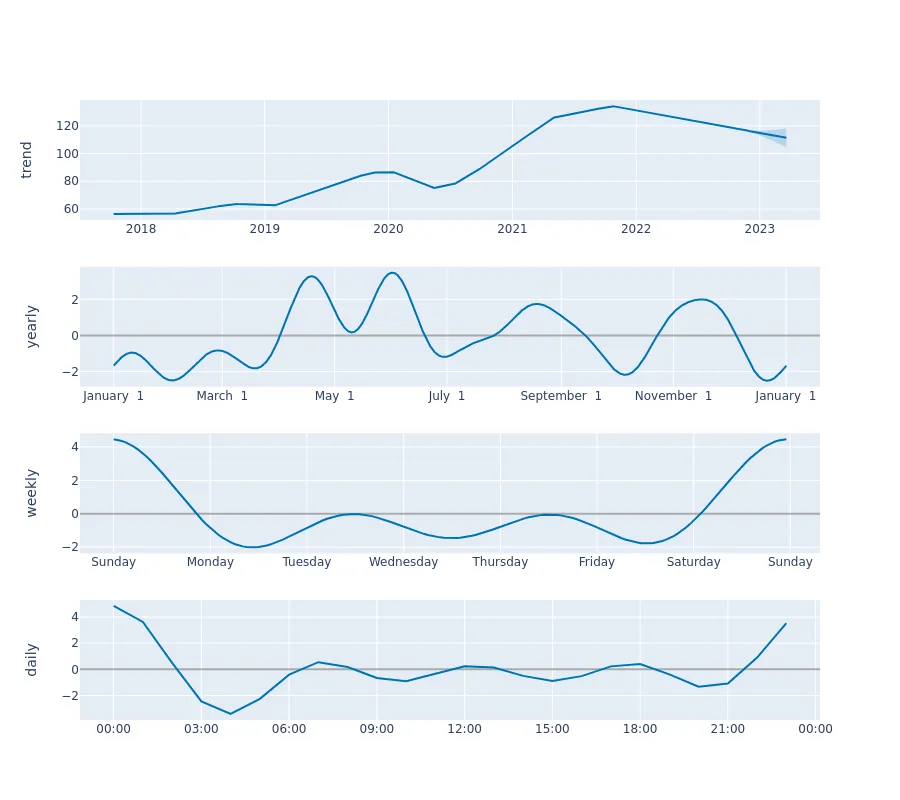 trend
120
100
80
60
2018 2019 2020 2021 2022 2023
yearly
2
0
−2
January 1 March 1 May 1 July 1 September 1 November 1 January 1
weekly
4
2
0
−2
Sunday Monday Tuesday Wednesday Thursday Friday Saturday Sunday
daily
4
2
0
−2
00:00 03:00 06:00 09:00 12:00 15:00 18:00 21:00 00:00